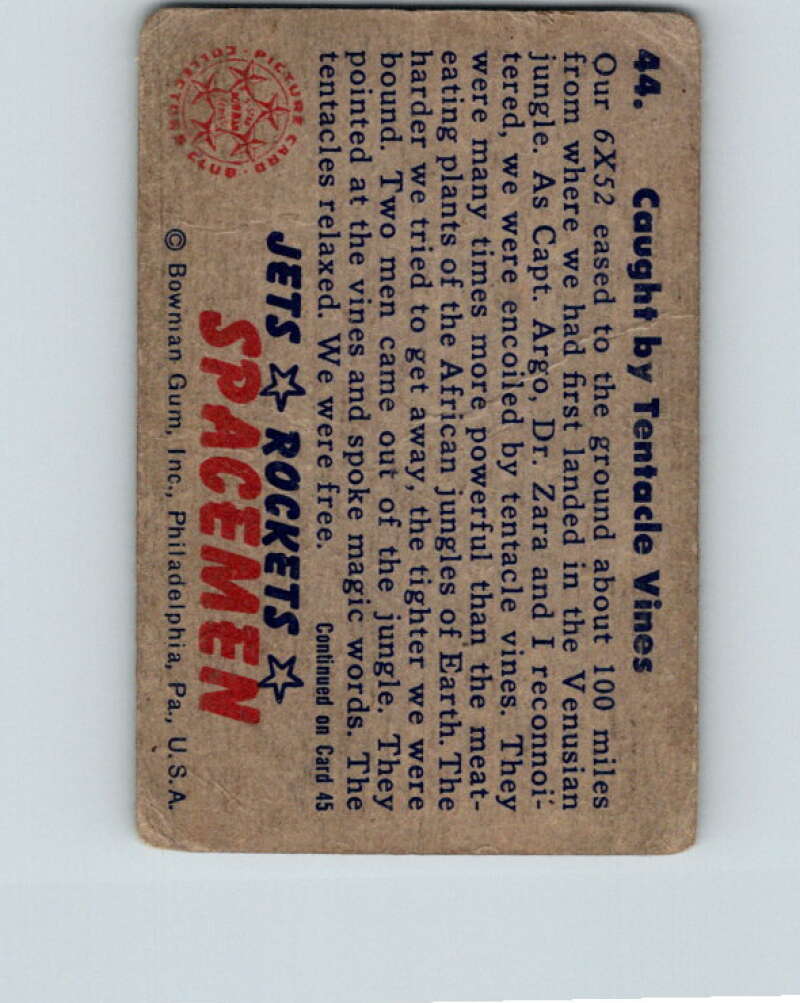 44. Caught by Tentacle Vines
Our 6X52 eased to the ground about 100 miles
from where we had first landed in the Venusian
jungle. As Capt. Argo, Dr. Zara and I reconnoi-
tered, we were encoiled by tentacle vines. They
were many times more powerful than the meat-
eating plants of the African jungles of Earth. The
harder we tried to get away, the tighter we were
bound. Two men came out of the jungle. They
pointed at the vines and spoke magic words. The
tentacles relaxed. We were free.
Continued on Card 45
JETS ROCKETS
SPACEMEN
© Bowman Gum, Inc., Philadelphia, Pa., U.S.A.
PICTURE CARD
COLLECTORS CLUB